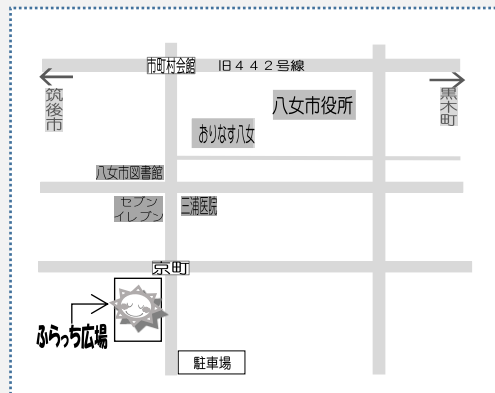 市町村会館
旧442号線
筑後市
黒木町
八女市役所
おりなす八女
八女市図書館
セブン
イレブン
三浦医院
京町
ふらっち広場
駐車場